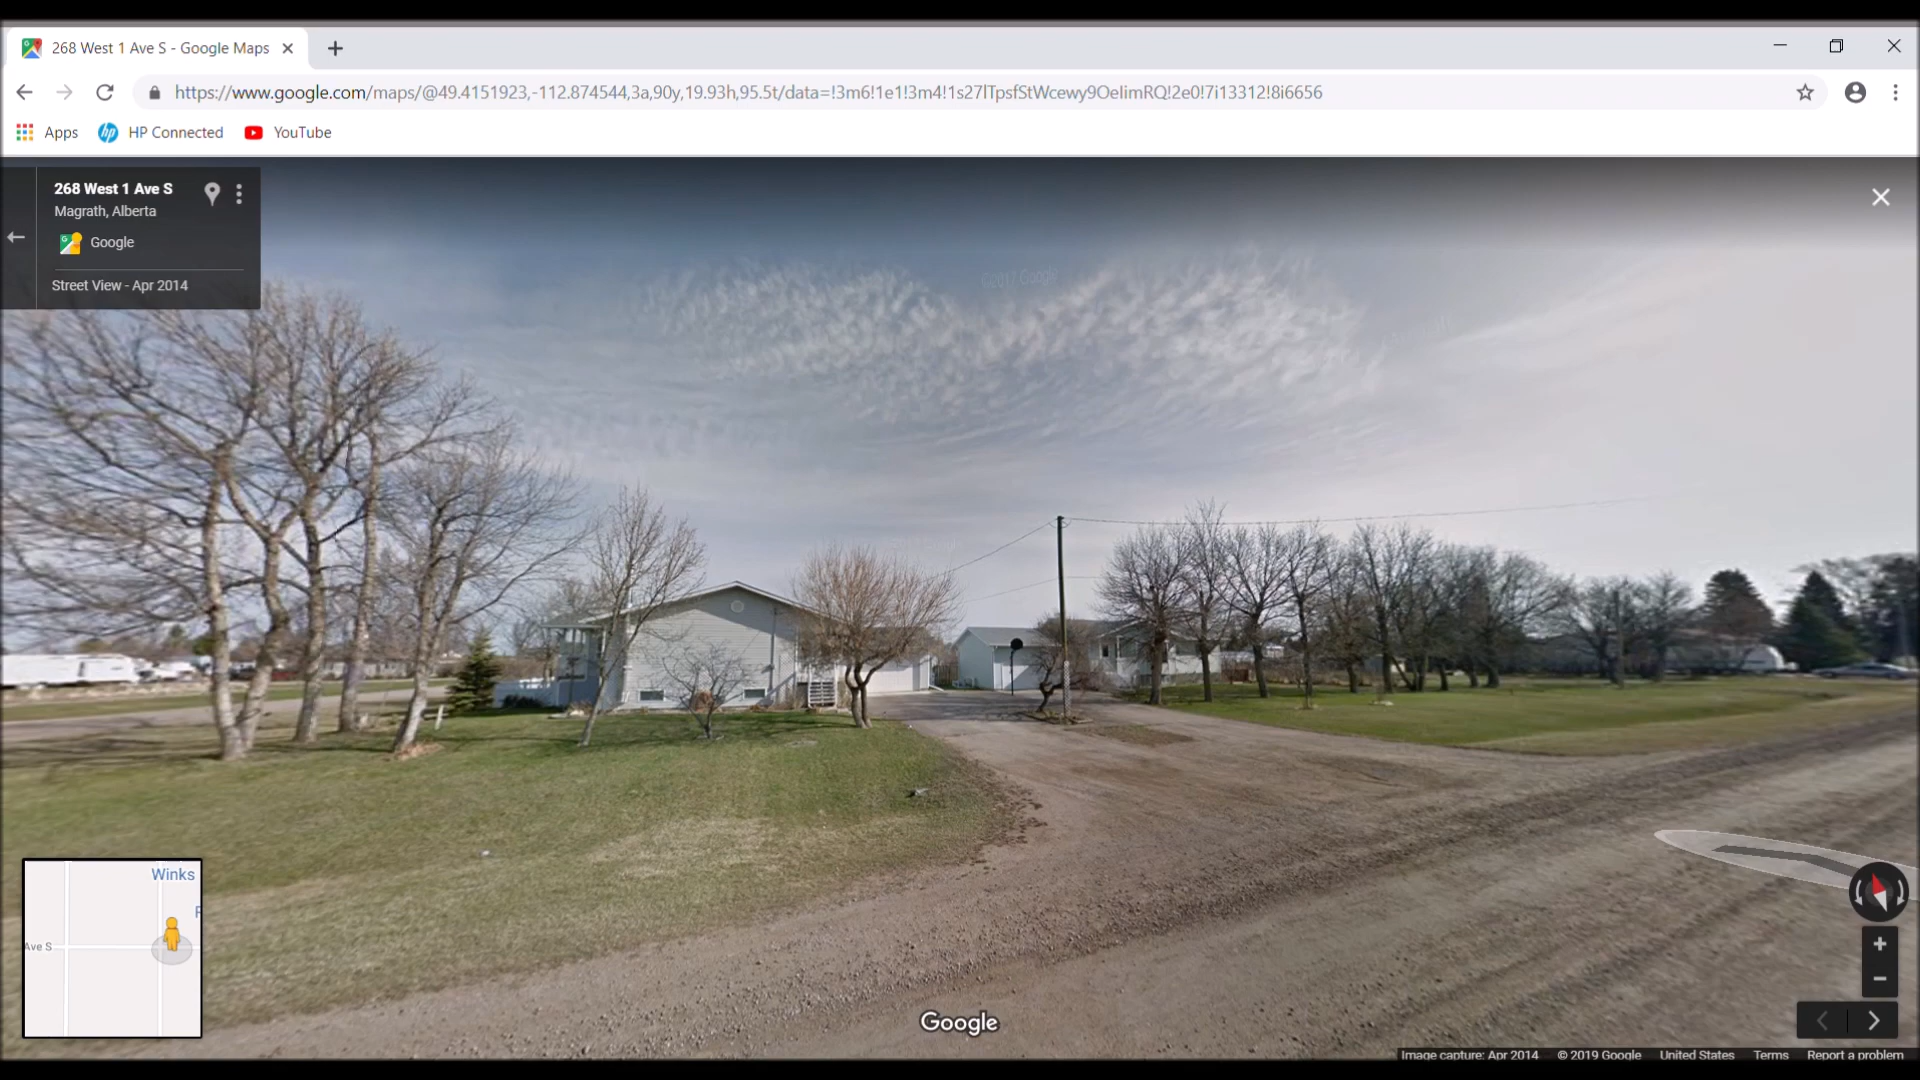 268 West 1 Ave S - Google Maps
https://www.google.com/maps/@49.4151923,-112.874544,3a,90y,19.93h,95.5t/data=!3m6!1e1!3m4!1s27lTpsfStWcewy9OeIimRQ!2e0!7i13312!8i6656
Apps HP Connected YouTube
268 West 1 Ave S
Magrath, Alberta
Google
Street View - Apr 2014
©2017 Google
Winks
Ave S
Google
Image capture: Apr 2014 © 2019 Google United States Terms Report a problem